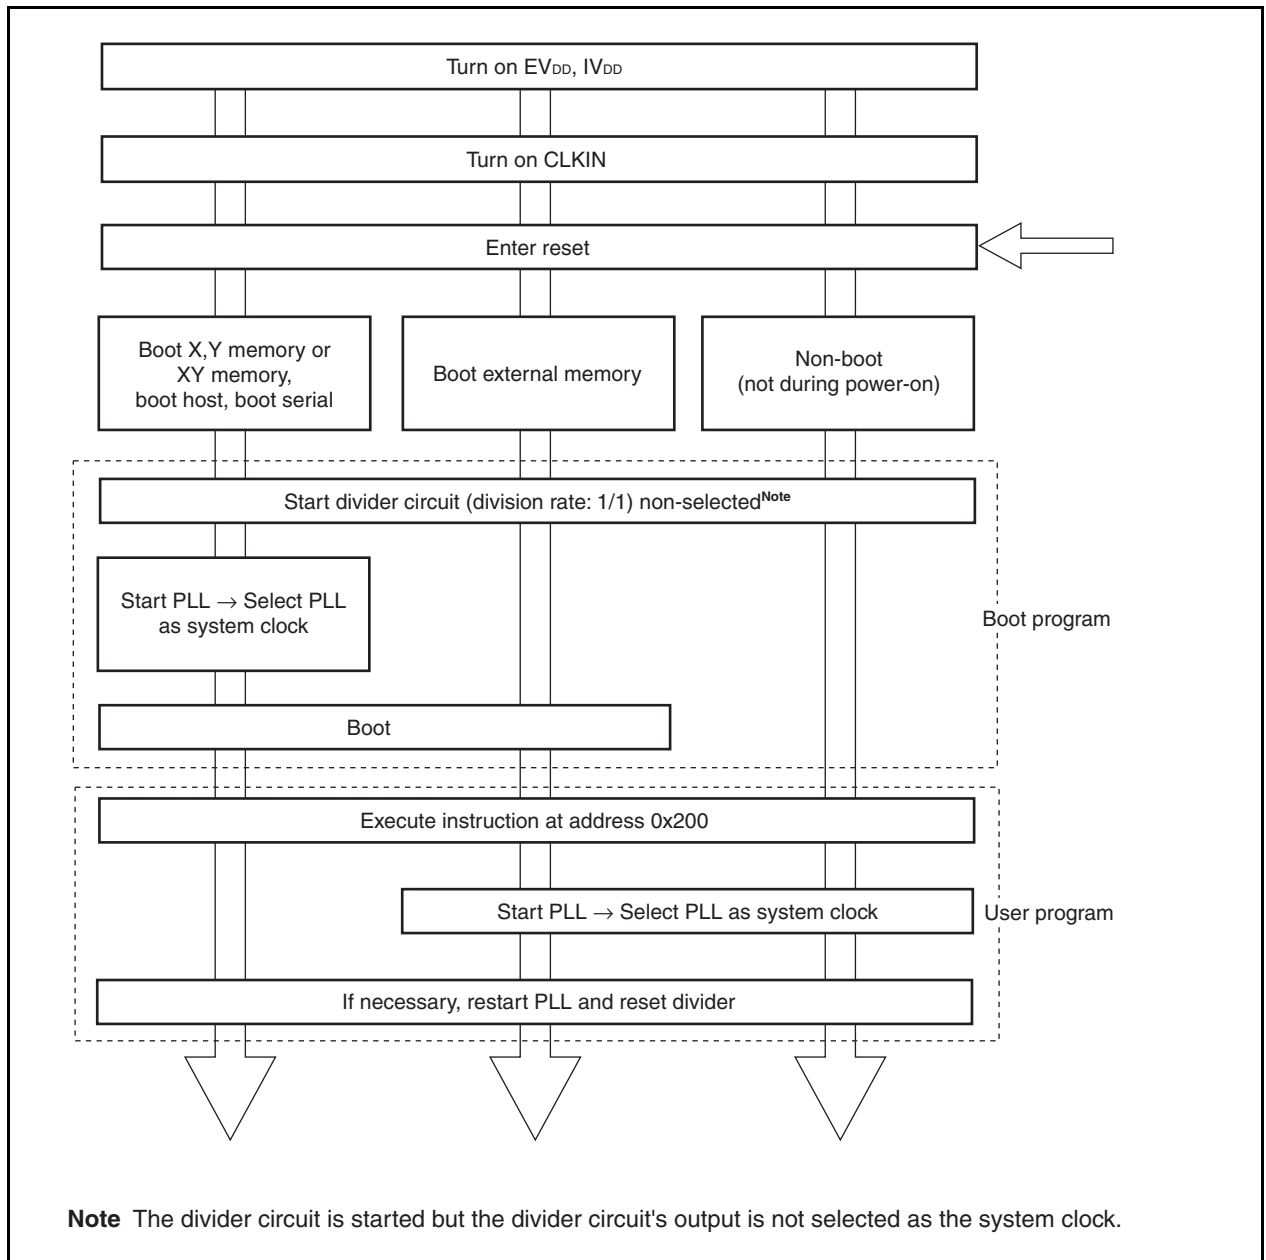 Turn on EVDD, IVDD
Turn on CLKIN
Enter reset
Boot X,Y memory or
XY memory,
boot host, boot serial
Boot external memory
Non-boot
(not during power-on)
Start divider circuit (division rate: 1/1) non-selectedNote
Start PLL → Select PLL
as system clock
Boot program
Boot
Execute instruction at address 0x200
Start PLL → Select PLL as system clock
User program
If necessary, restart PLL and reset divider
Note The divider circuit is started but the divider circuit's output is not selected as the system clock.